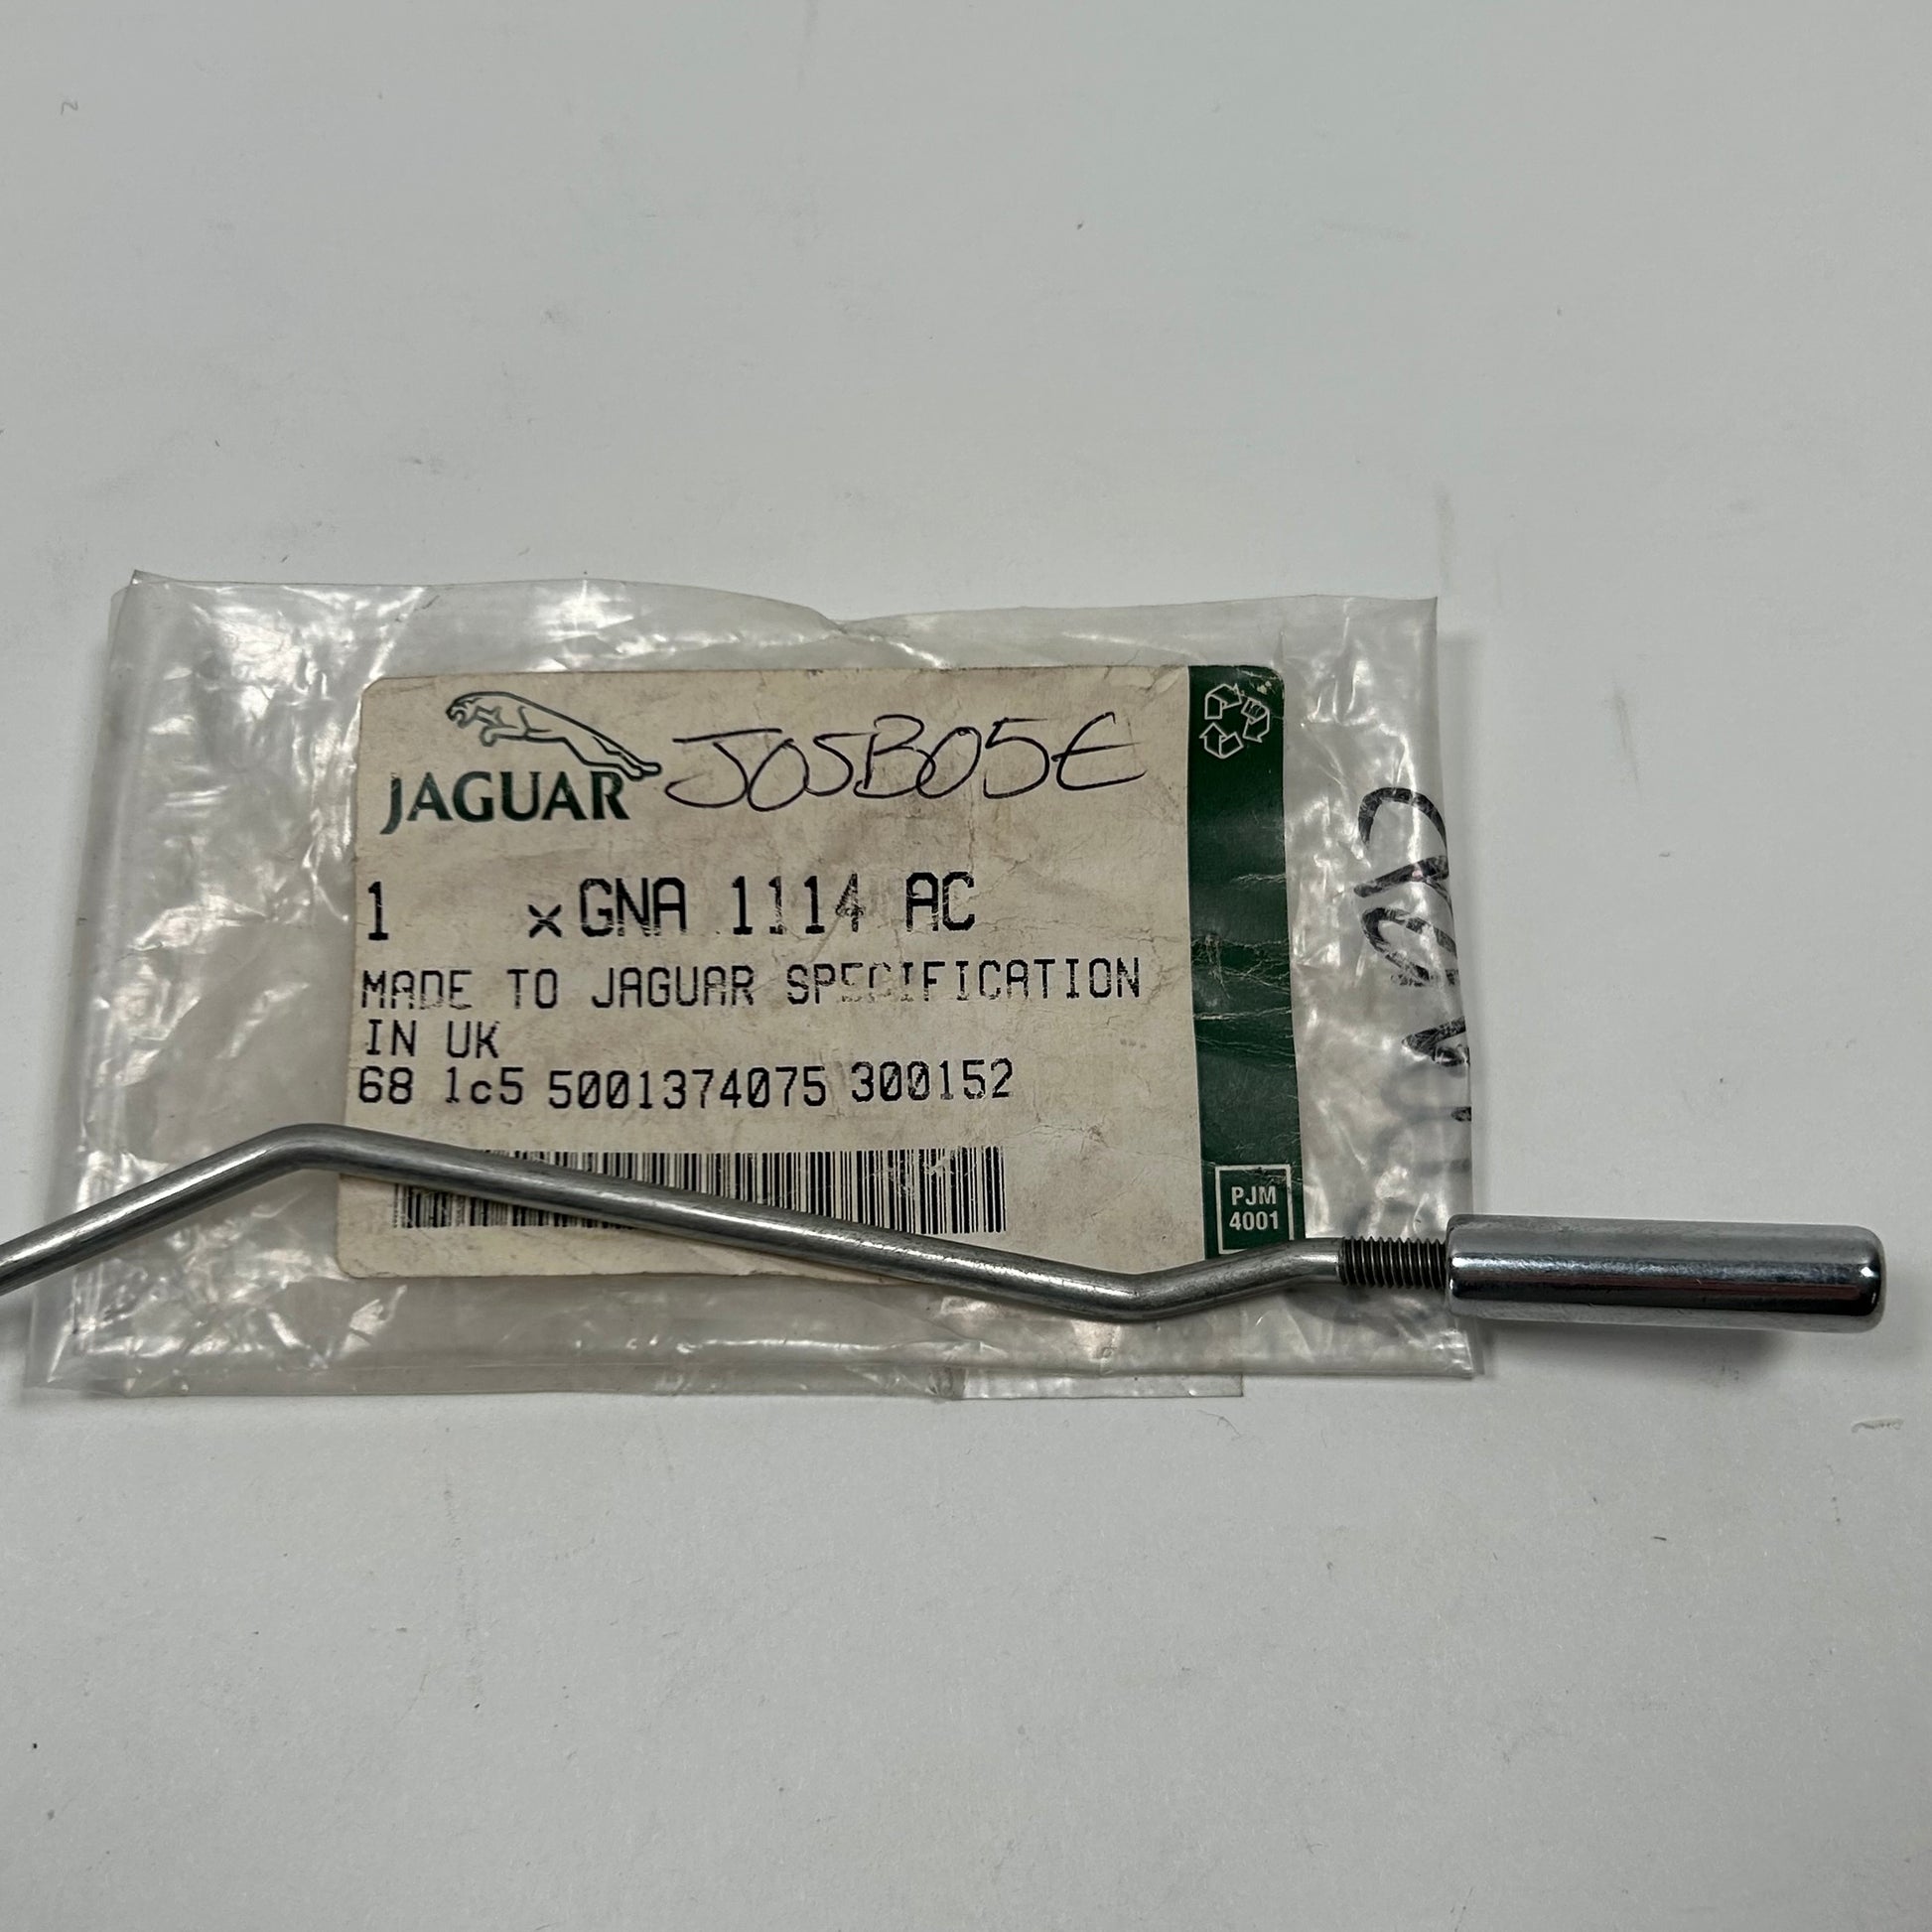 JAGUAR J05B05E
1 x GNA 1114 AC
MADE TO JAGUAR SPECIFICATION
IN UK
68 1c5 5001374075 300152
PJM
4001